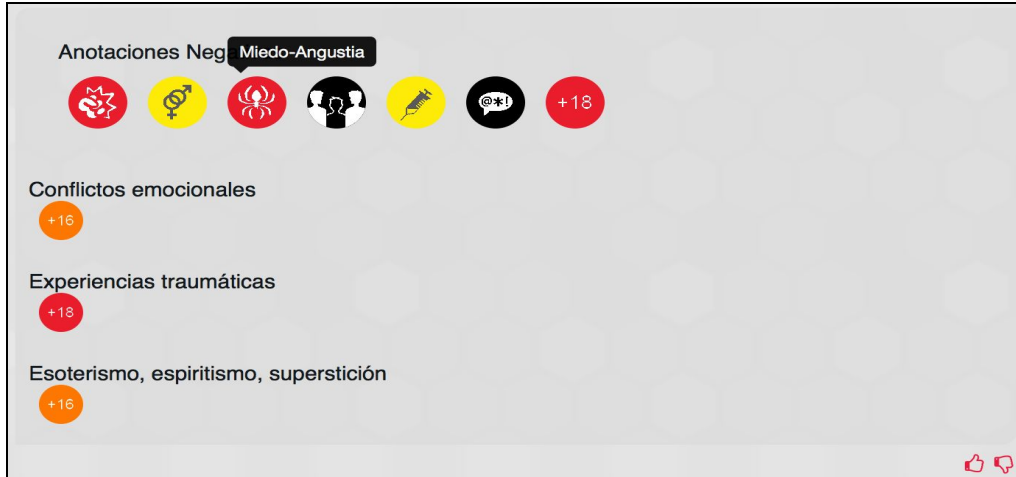 Anotaciones Nega
Miedo-Angustia
@*!
+18
Conflictos emocionales
+16
Experiencias traumáticas
+18
Esoterismo, espiritismo, superstición
+16